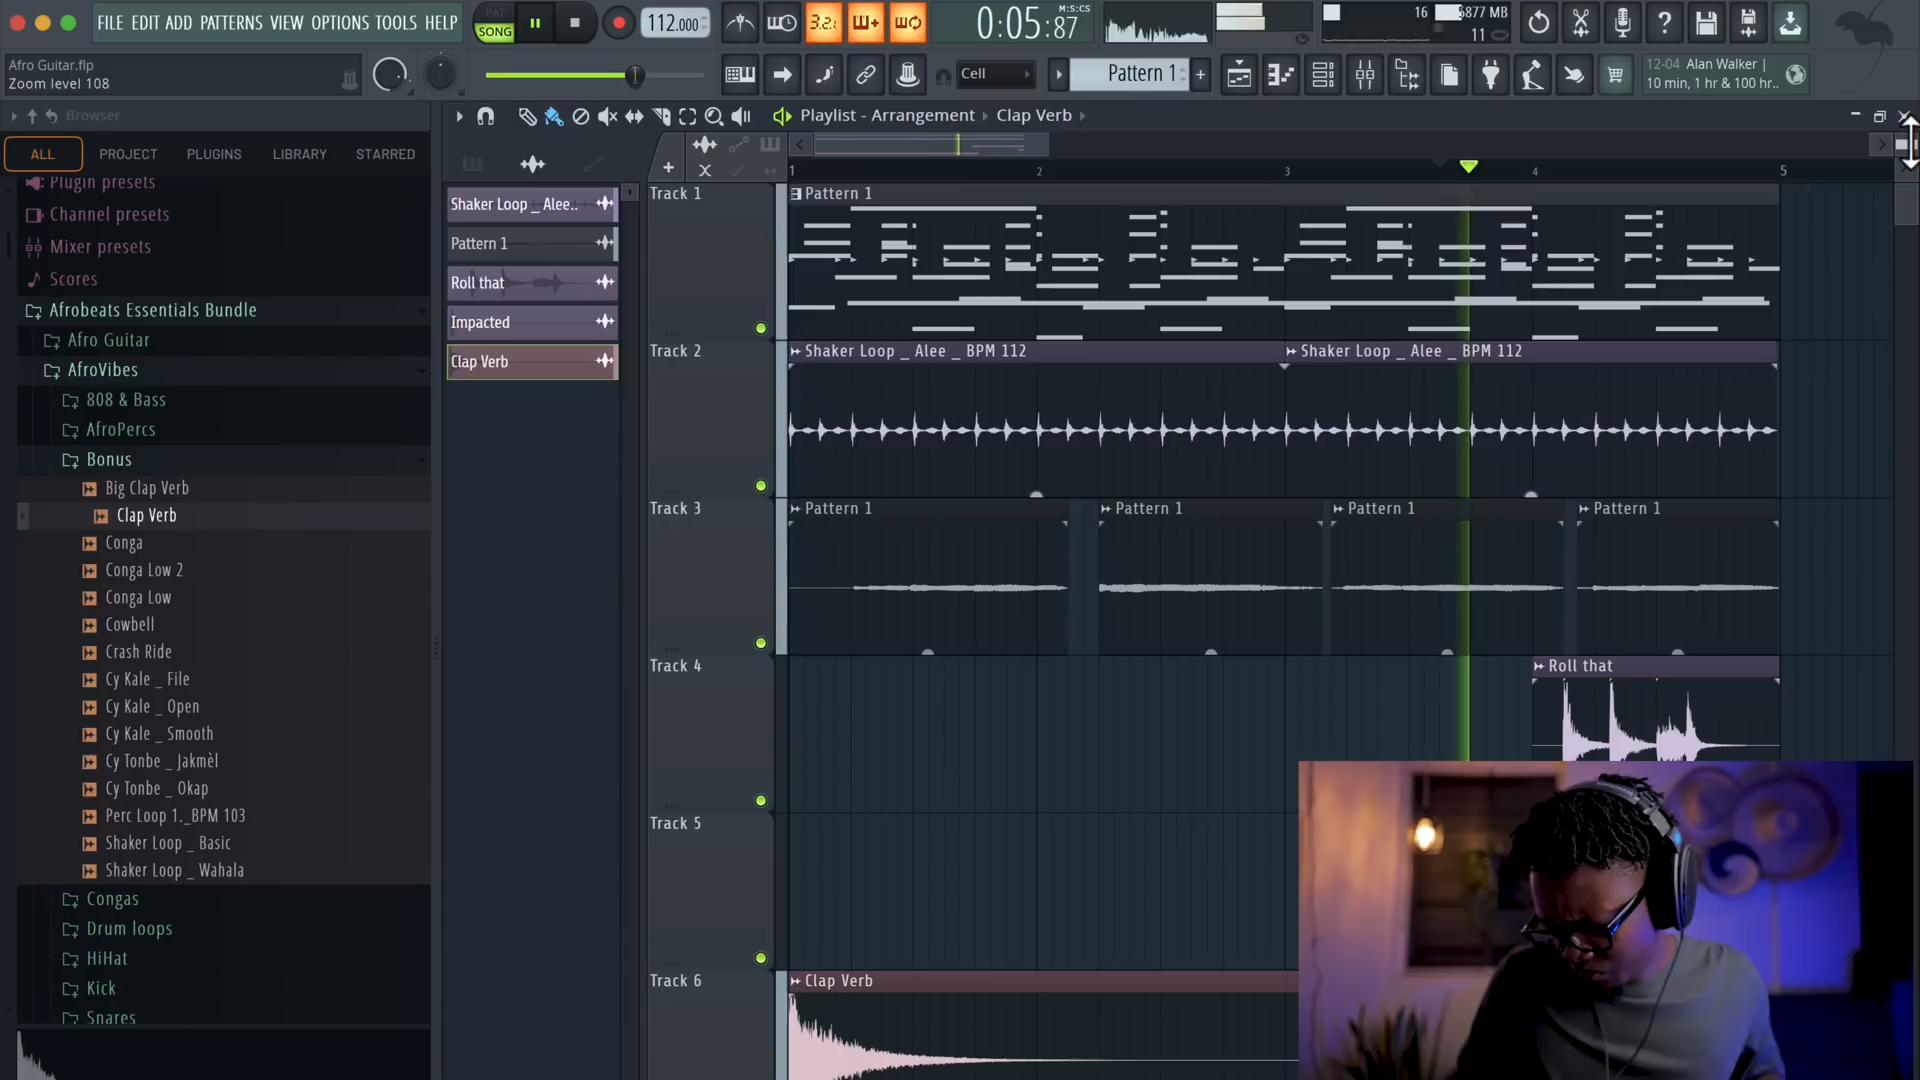 FILE EDIT ADD PATTERNS VIEW OPTIONS TOOLS HELP
PAT
SONG
112.000
3.2.
0:05:87
M:S:CS
16
6877 MB
11
Afro Guitar.flp
Zoom level 108
Cell
Pattern 1
12-04 Alan Walker |
10 min, 1 hr & 100 hr..
Browser
Playlist - Arrangement
Clap Verb
ALL
PROJECT
PLUGINS
LIBRARY
STARRED
Plugin presets
Channel presets
Mixer presets
Scores
Afrobeats Essentials Bundle
Afro Guitar
AfroVibes
808 & Bass
AfroPercs
Bonus
Big Clap Verb
Clap Verb
Conga
Conga Low 2
Conga Low
Cowbell
Crash Ride
Cy Kale _ File
Cy Kale _ Open
Cy Kale _ Smooth
Cy Tonbe _ Jakmèl
Cy Tonbe _ Okap
Perc Loop 1._BPM 103
Shaker Loop _ Basic
Shaker Loop _ Wahala
Congas
Drum loops
HiHat
Kick
Snares
Shaker Loop _ Alee..
Pattern 1
Roll that
Impacted
Clap Verb
1
2
3
4
5
Track 1
Pattern 1
Track 2
Shaker Loop _ Alee _ BPM 112
Shaker Loop _ Alee _ BPM 112
Track 3
Pattern 1
Pattern 1
Pattern 1
Pattern 1
Track 4
Roll that
Track 5
Track 6
Clap Verb